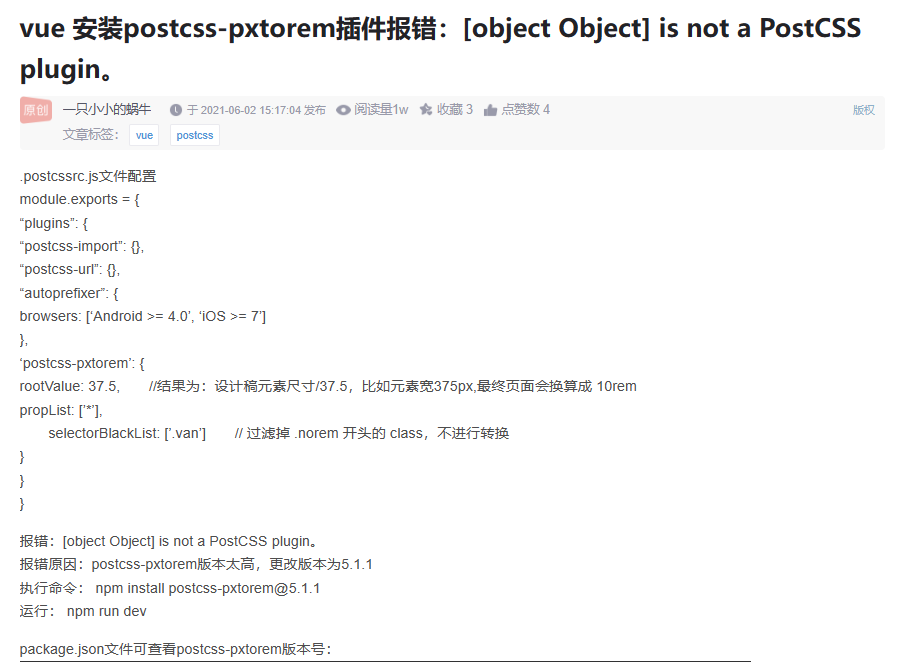 vue 安装postcss-pxtorem插件报错：[object Object] is not a PostCSS
plugin。
原创 一只小小的蜗牛 于 2021-06-02 15:17:04 发布 阅读量1w 收藏 3 点赞数 4 版权
文章标签： vue postcss
.postcssrc.js文件配置
module.exports = {
“plugins”: {
“postcss-import”: {},
“postcss-url”: {},
“autoprefixer”: {
browsers: [‘Android >= 4.0’, ‘iOS >= 7’]
},
‘postcss-pxtorem’: {
rootValue: 37.5, //结果为：设计稿元素尺寸/37.5，比如元素宽375px,最终页面会换算成 10rem
propList: [’*’],
selectorBlackList: [’.van’] // 过滤掉 .norem 开头的 class，不进行转换
}
}
}
报错：[object Object] is not a PostCSS plugin。
报错原因：postcss-pxtorem版本太高，更改版本为5.1.1
执行命令： npm install postcss-pxtorem@5.1.1
运行： npm run dev
package.json文件可查看postcss-pxtorem版本号：